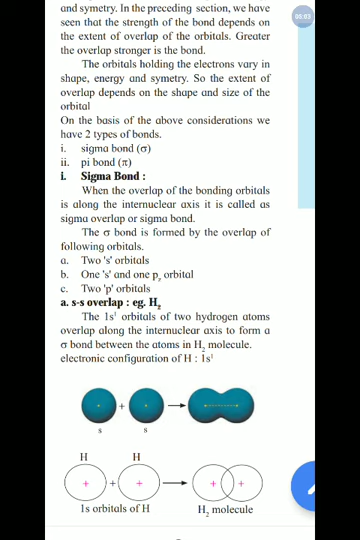 and symetry. In the preceding section, we have
05:03
seen that the strength of the bond depends on
the extent of overlap of the orbitals. Greater
the overlap stronger is the bond.
The orbitals holding the electrons vary in
shape, energy and symetry. So the extent of
overlap depends on the shape and size of the
orbital
On the basis of the above considerations we
have 2 types of bonds.
i. sigma bond (σ)
ii. pi bond (π)
i. Sigma Bond :
When the overlap of the bonding orbitals
is along the internuclear axis it is called as
sigma overlap or sigma bond.
The σ bond is formed by the overlap of
following orbitals.
a. Two 's' orbitals
b. One 's' and one p_z orbital
c. Two 'p' orbitals
a. s-s overlap : eg. H₂
The 1s¹ orbitals of two hydrogen atoms
overlap along the internuclear axis to form a
σ bond between the atoms in H₂ molecule.
electronic configuration of H : 1s¹
+
s s
H H
+ + + + +
1s orbitals of H H₂ molecule